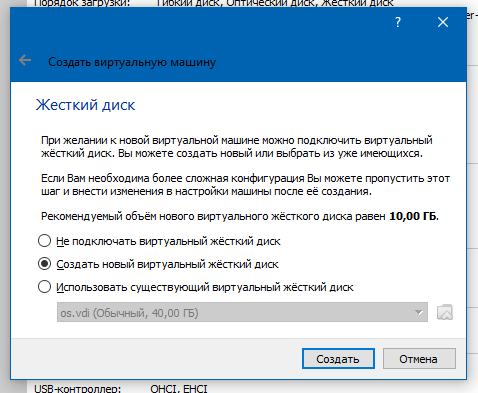 Порядок загрузки: Гибкий диск, Оптический диск, Жесткий диск
?
er-
Создать виртуальную машину
Жесткий диск
При желании к новой виртуальной машине можно подключить виртуальный
жёсткий диск. Вы можете создать новый или выбрать из уже имеющихся.
Если Вам необходима более сложная конфигурация Вы можете пропустить этот
шаг и внести изменения в настройки машины после её создания.
Рекомендуемый объём нового виртуального жёсткого диска равен 10,00 ГБ.
Не подключать виртуальный жёсткий диск
Создать новый виртуальный жёсткий диск
Использовать существующий виртуальный жёсткий диск
os.vdi (Обычный, 40,00 ГБ)
Создать Отмена
USB-контроллер: OHCI, EHCI